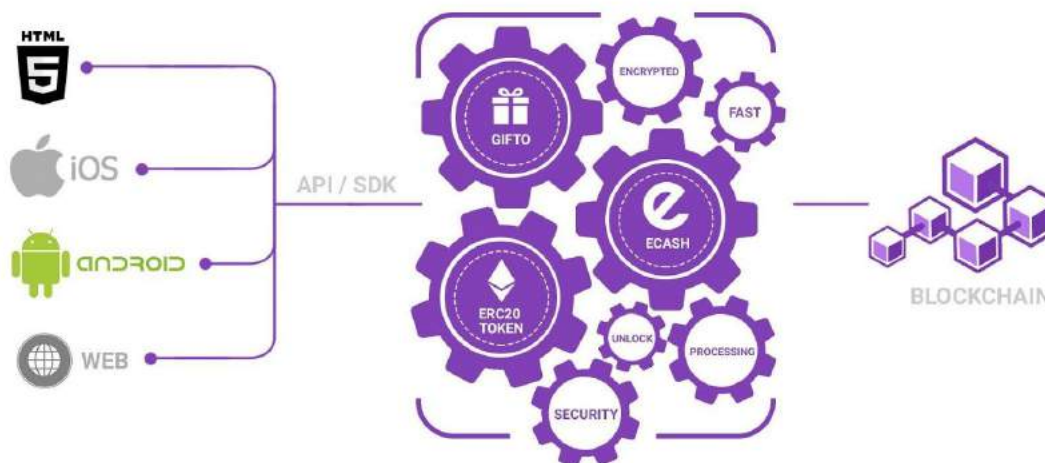 HTML
5
iOS
ANDROID
WEB
API / SDK
GIFTO
ENCRYPTED
FAST
ECASH
ERC20
TOKEN
UNLOCK
PROCESSING
SECURITY
BLOCKCHAIN